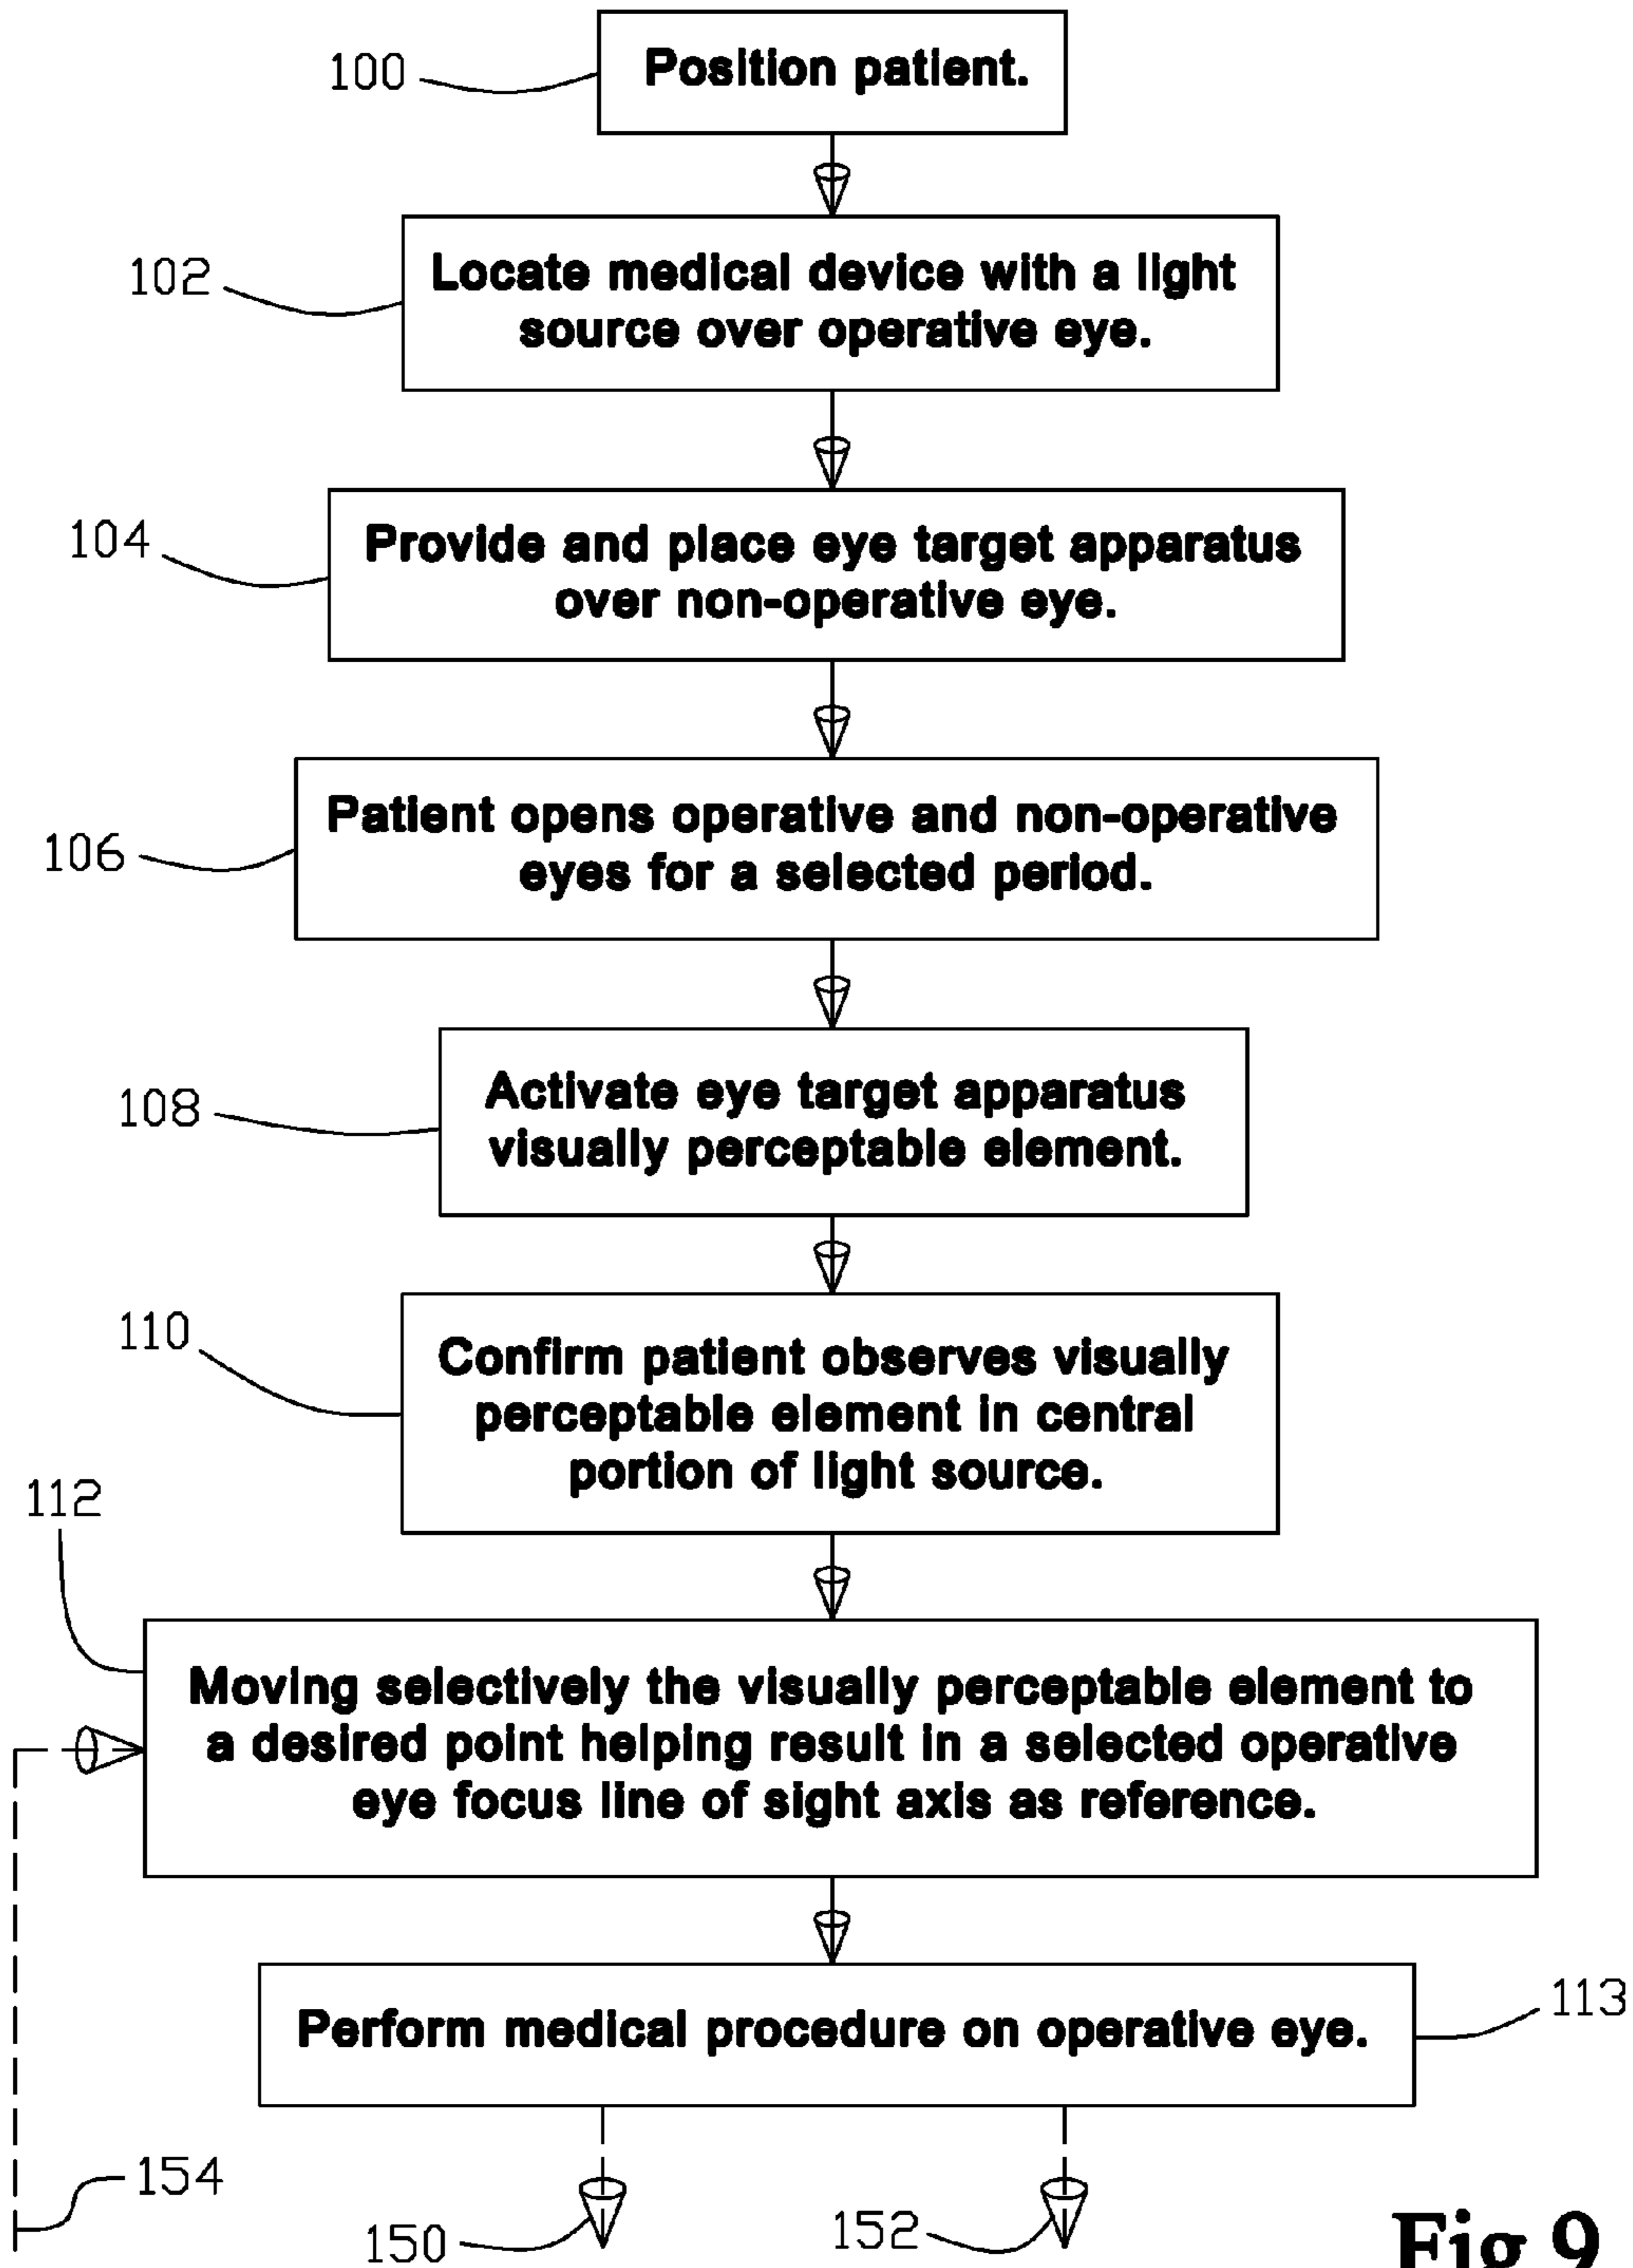 100
Position patient.
102
Locate medical device with a light
source over operative eye.
104
Provide and place eye target apparatus
over non-operative eye.
106
Patient opens operative and non-operative
eyes for a selected period.
108
Activate eye target apparatus
visually perceptable element.
110
Confirm patient observes visually
perceptable element in central
portion of light source.
112
Moving selectively the visually perceptable element to
a desired point helping result in a selected operative
eye focus line of sight axis as reference.
113
Perform medical procedure on operative eye.
154
150
152
Fig 9